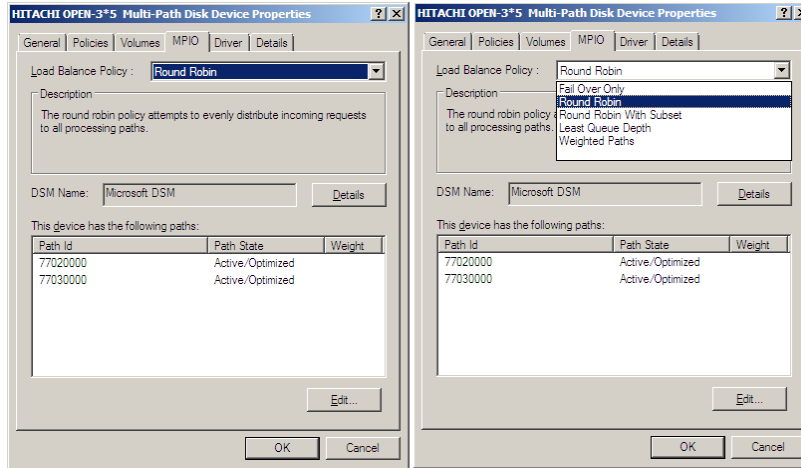 HITACHI OPEN-3*5 Multi-Path Disk Device Properties
General Policies Volumes MPIO Driver Details
Load Balance Policy : Round Robin
Description
The round robin policy attempts to evenly distribute incoming requests
to all processing paths.
DSM Name: Microsoft DSM Details
This device has the following paths:
Path Id Path State Weight
77020000 Active/Optimized
77030000 Active/Optimized
Edit...
OK Cancel
HITACHI OPEN-3*5 Multi-Path Disk Device Properties
General Policies Volumes MPIO Driver Details
Load Balance Policy : Round Robin
Fail Over Only
Round Robin
Round Robin With Subset
Least Queue Depth
Weighted Paths
Description
The round robin policy
to all processing paths.
DSM Name: Microsoft DSM Details
This device has the following paths:
Path Id Path State Weight
77020000 Active/Optimized
77030000 Active/Optimized
Edit...
OK Cancel